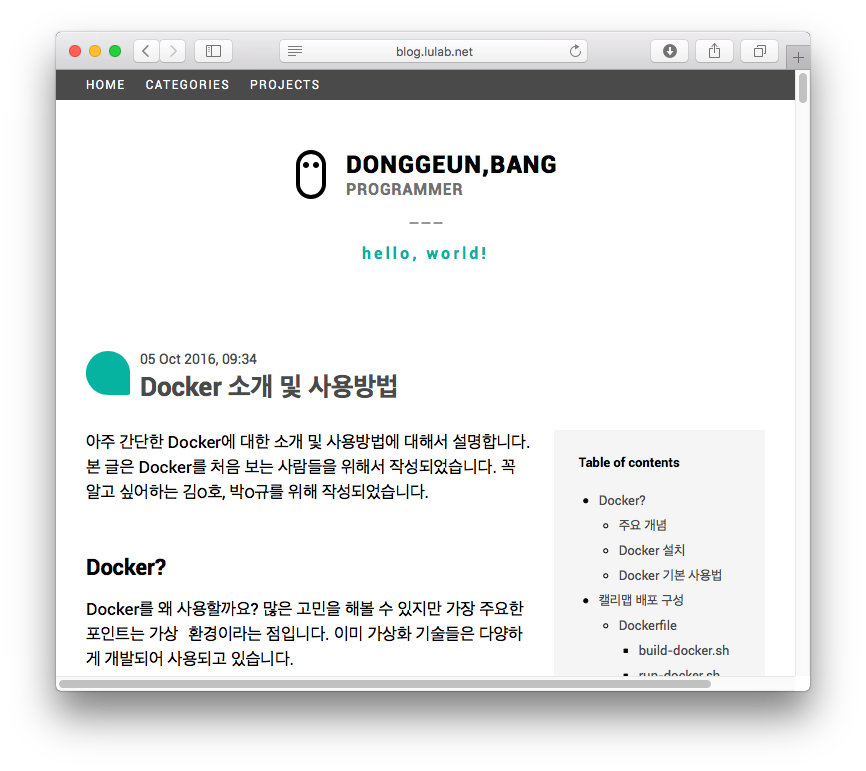 blog.lulab.net
HOME CATEGORIES PROJECTS
DONGGEUN,BANG
PROGRAMMER
———
hello, world!
05 Oct 2016, 09:34
Docker 소개 및 사용방법
아주 간단한 Docker에 대한 소개 및 사용방법에 대해서 설명합니다.
본 글은 Docker를 처음 보는 사람들을 위해서 작성되었습니다. 꼭
알고 싶어하는 김o호, 박o규를 위해 작성되었습니다.
Docker?
Docker를 왜 사용할까요? 많은 고민을 해볼 수 있지만 가장 주요한
포인트는 가상 환경이라는 점입니다. 이미 가상화 기술들은 다양하
게 개발되어 사용되고 있습니다.
Table of contents
Docker?
주요 개념
Docker 설치
Docker 기본 사용법
캘리맵 배포 구성
Dockerfile
build-docker.sh
run-docker.sh